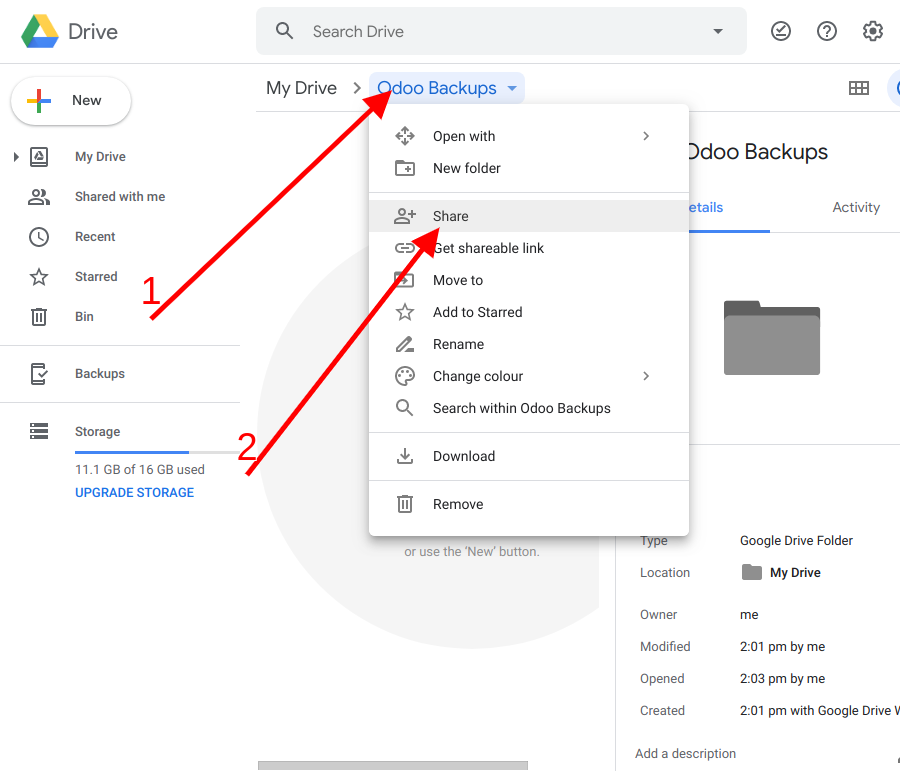 Drive
Search Drive
New
My Drive
Odoo Backups
My Drive
Shared with me
Recent
Starred
Bin
Backups
Storage
11.1 GB of 16 GB used
UPGRADE STORAGE
1
2
Open with
New folder
Share
Get shareable link
Move to
Add to Starred
Rename
Change colour
Search within Odoo Backups
Download
Remove
or use the ‘New’ button.
Odoo Backups
etails
Activity
Type
Google Drive Folder
Location
My Drive
Owner
me
Modified
2:01 pm by me
Opened
2:03 pm by me
Created
2:01 pm with Google Drive W
Add a description